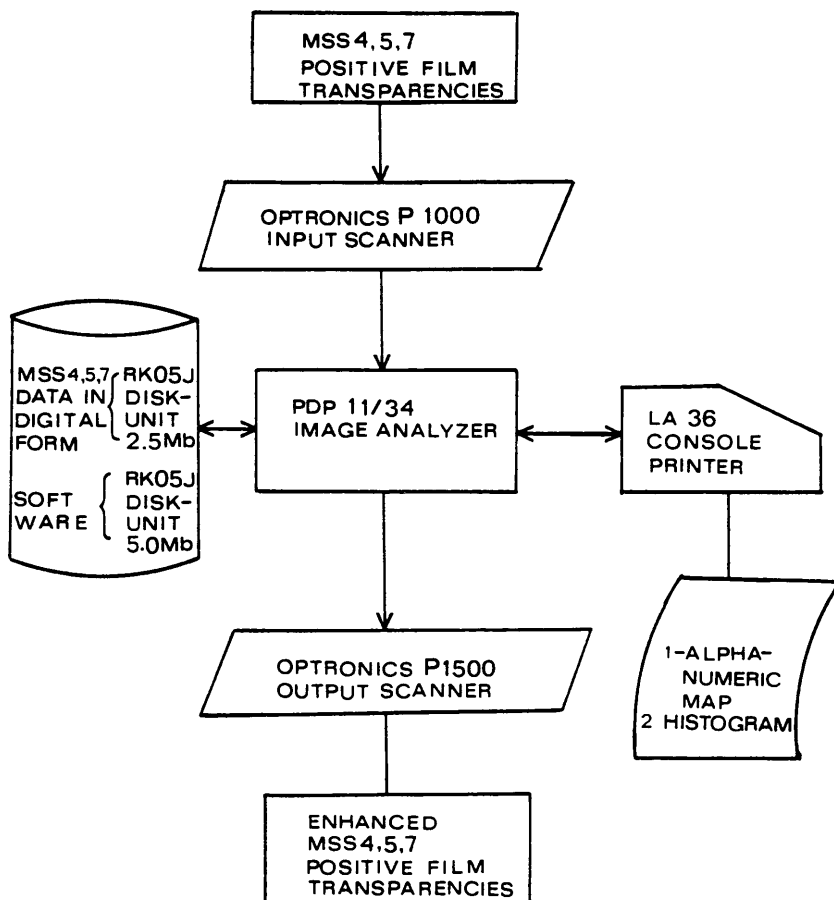 MSS4,5,7
POSITIVE FILM
TRANSPARENCIES
OPTRONICS P 1000
INPUT SCANNER
MSS4,5,7
DATA IN
DIGITAL
FORM
RK05J
DISK-
UNIT
2.5Mb
SOFT
WARE
RK05J
DISK-
UNIT
5.0Mb
PDP 11/34
IMAGE ANALYZER
LA 36
CONSOLE
PRINTER
1-ALPHA-
NUMERIC
MAP
2 HISTOGRAM
OPTRONICS P1500
OUTPUT SCANNER
ENHANCED
MSS4,5,7
POSITIVE FILM
TRANSPARENCIES